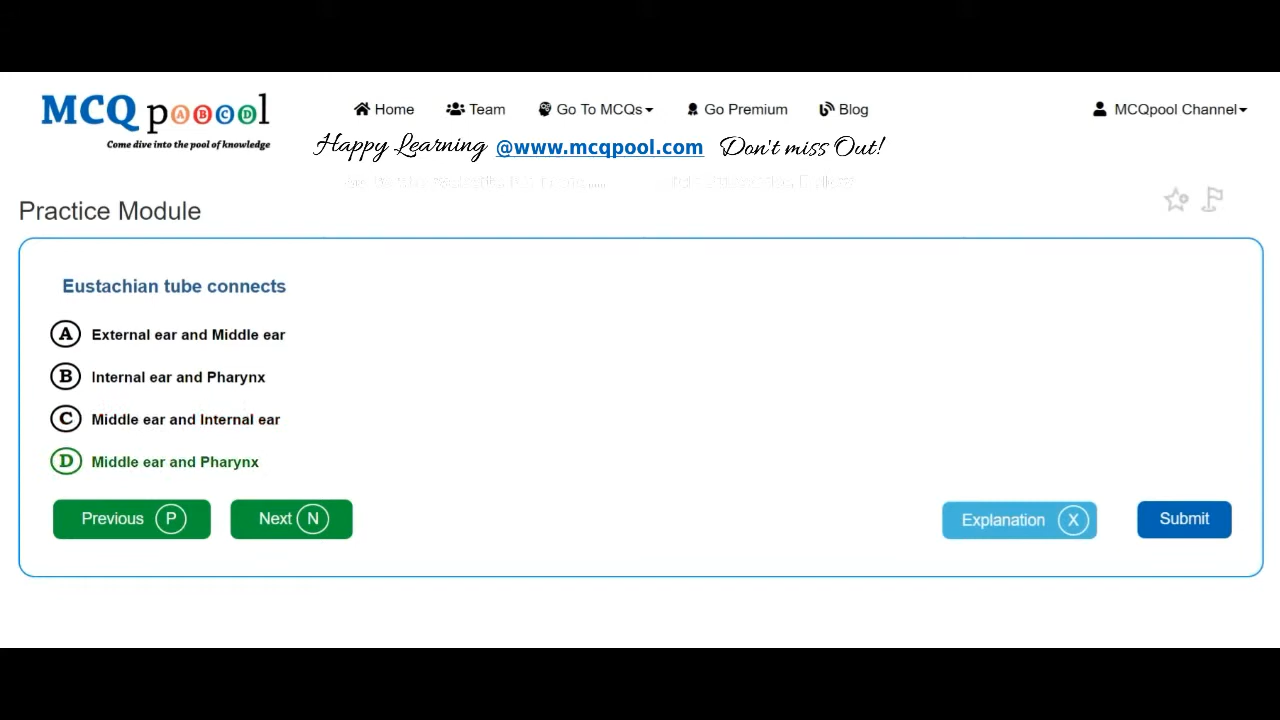 MCQ pooool
Come dive into the pool of knowledge
Home Team Go To MCQs Go Premium Blog MCQpool Channel
Happy Learning @www.mcqpool.com Don't miss Out!
Practice Module
Eustachian tube connects
A External ear and Middle ear
B Internal ear and Pharynx
C Middle ear and Internal ear
D Middle ear and Pharynx
Previous P Next N Explanation X Submit